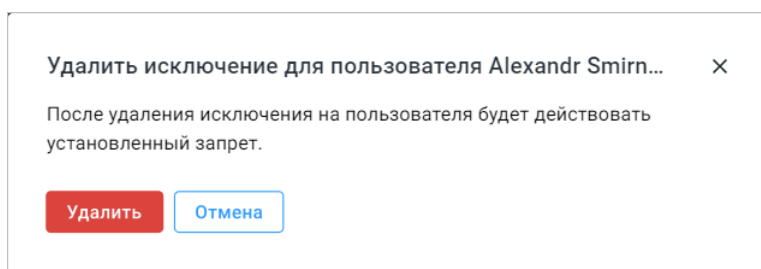 Удалить исключение для пользователя Alexandr Smirn...
После удаления исключения на пользователя будет действовать
установленный запрет.
Удалить Отмена